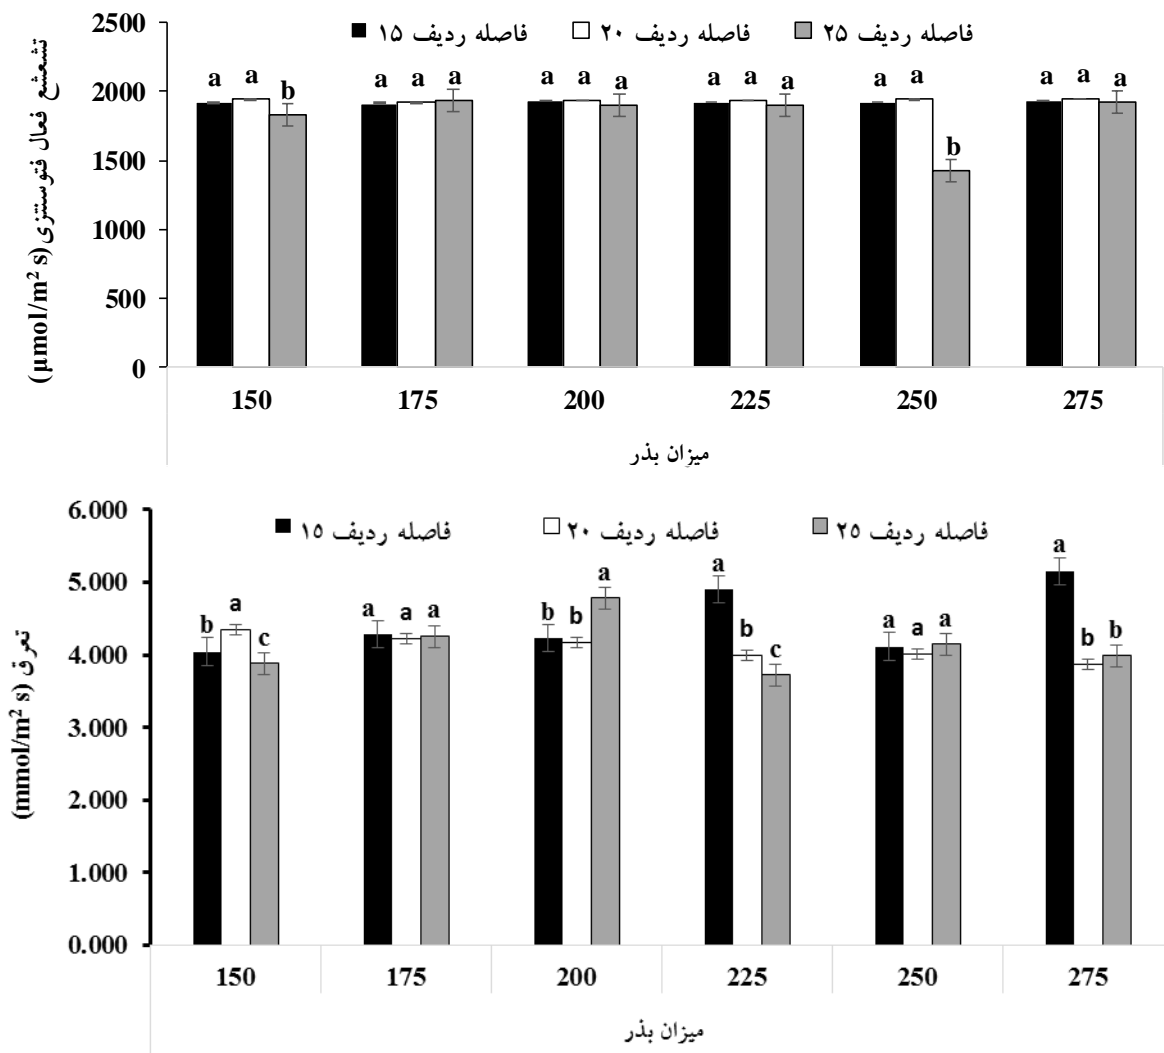 تشعشع فعال فتوسنتزی (µmol/m² s)
2500
2000
1500
1000
500
0
فاصله ردیف ۱۵
فاصله ردیف ۲۰
فاصله ردیف ۲۵
a a b
a a a
a a a
a a a
a a b
a a a
150 175 200 225 250 275
میزان بذر
تعرق (mmol/m² s)
6.000
5.000
4.000
3.000
2.000
1.000
0.000
فاصله ردیف ۱۵
فاصله ردیف ۲۰
فاصله ردیف ۲۵
b a c
a a a
b b a
a b c
a a a
a b b
150 175 200 225 250 275
میزان بذر